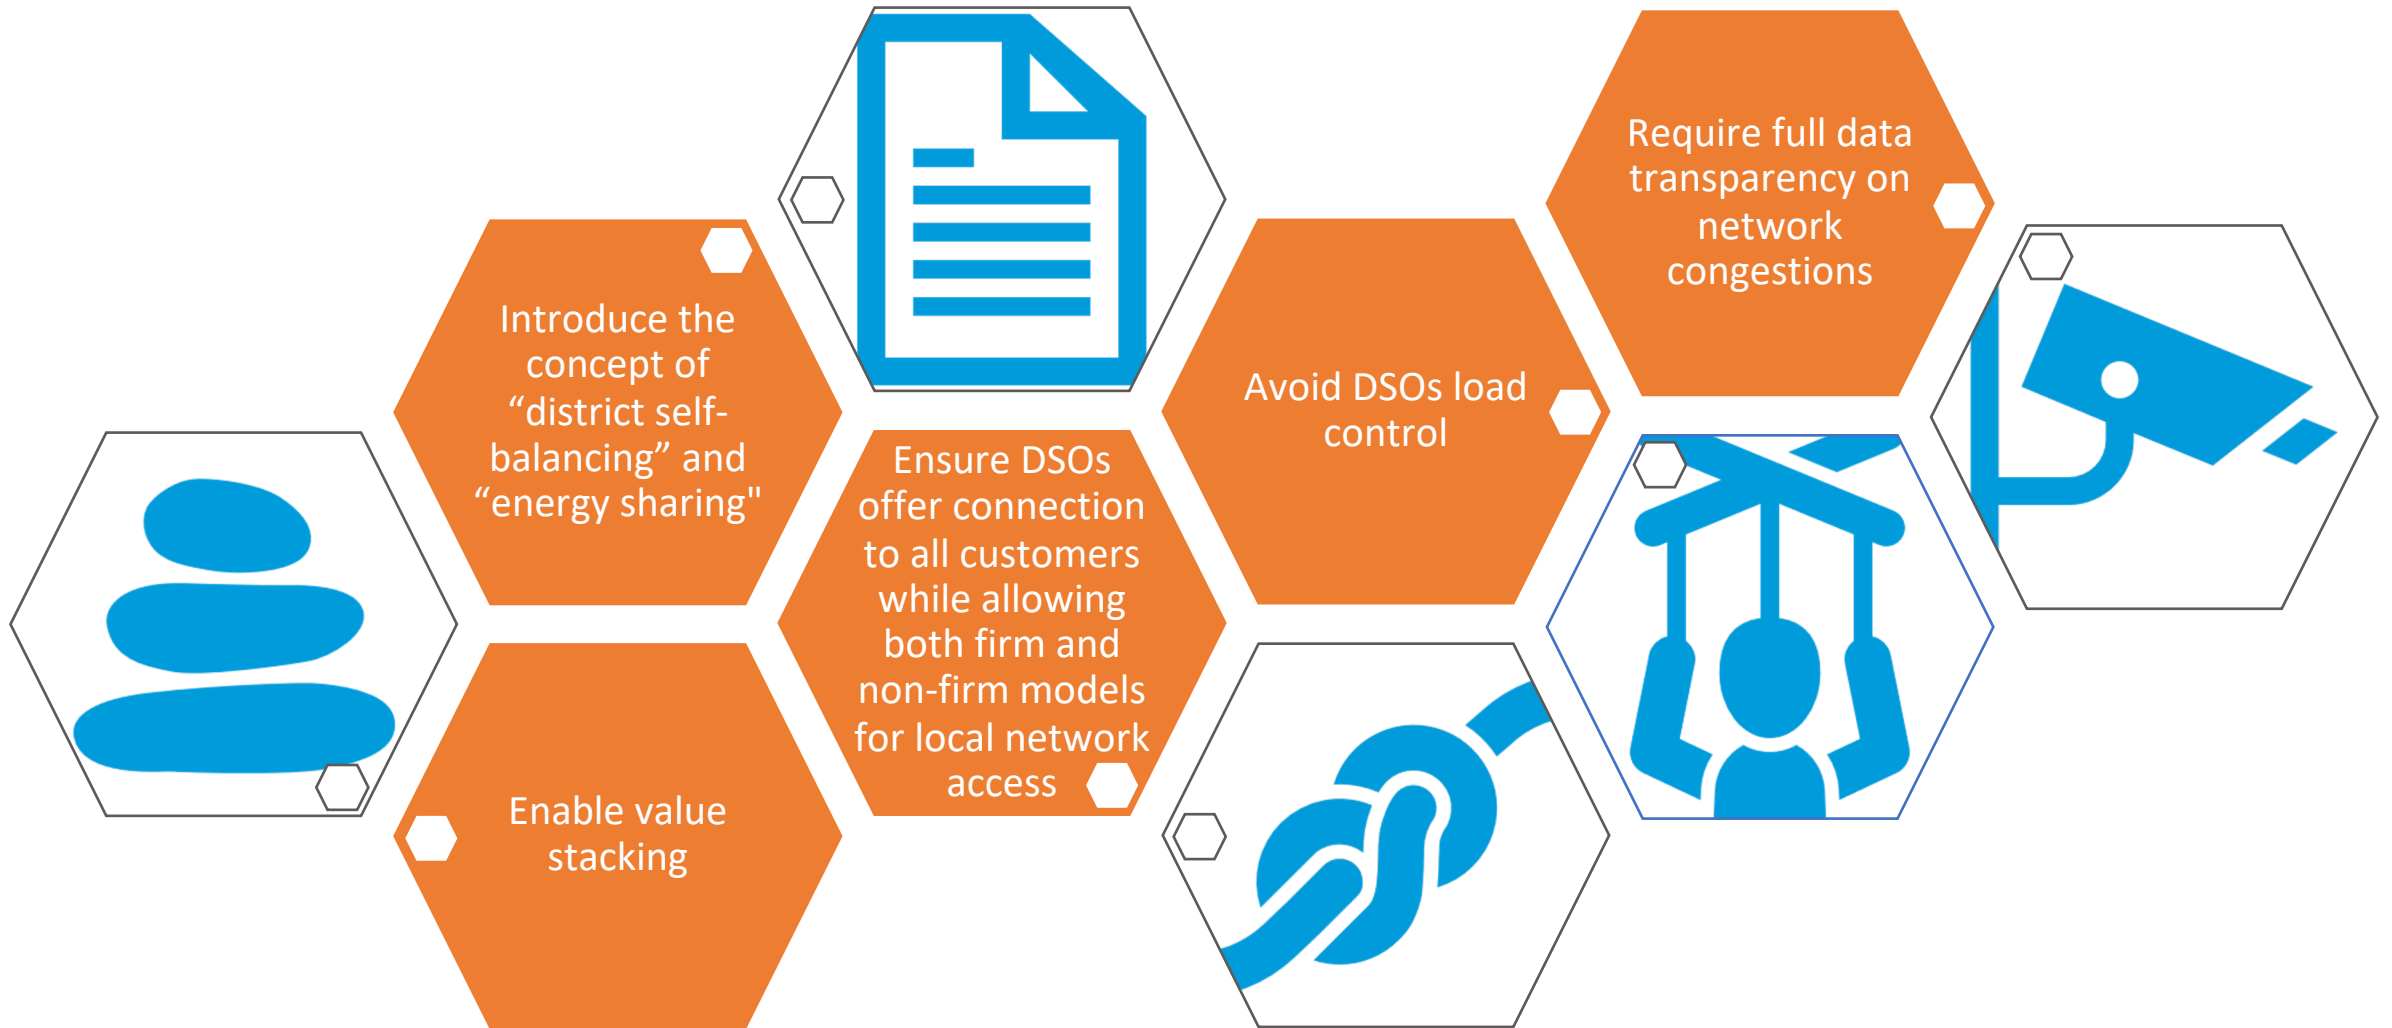 Introduce the
concept of
“district self-
balancing” and
“energy sharing"
Enable value
stacking
Ensure DSOs
offer connection
to all customers
while allowing
both firm and
non-firm models
for local network
access
Avoid DSOs load
control
Require full data
transparency on
network
congestions